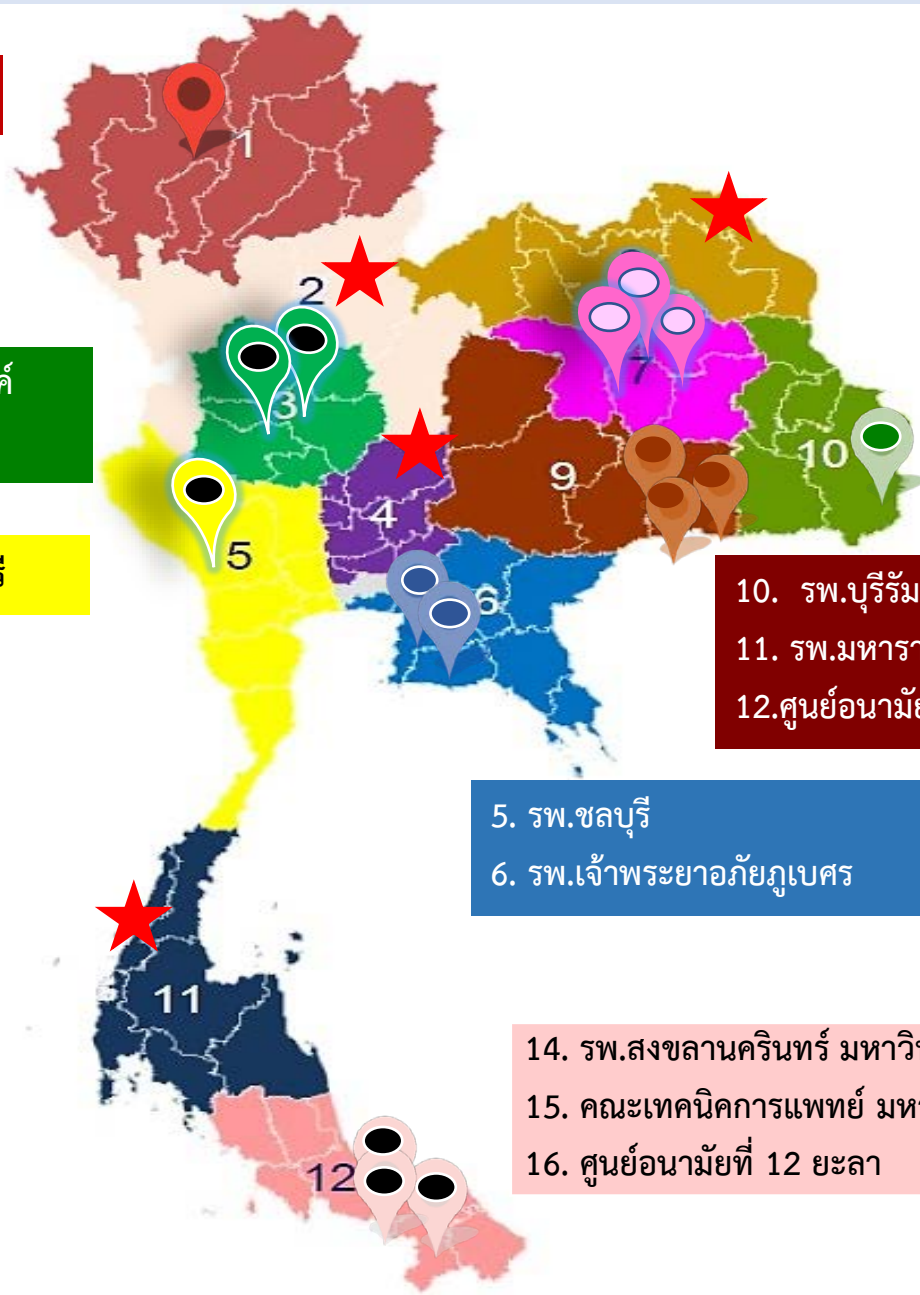 1
2
3
ค์
7
10
9
4
5
รี
6
10. รพ.บุรีรัม
11. รพ.มหารา
12.ศูนย์อนามัย
5. รพ.ชลบุรี
6. รพ.เจ้าพระยาอภัยภูเบศร
11
14. รพ.สงขลานครินทร์ มหาวิท
15. คณะเทคนิคการแพทย์ มหา
16. ศูนย์อนามัยที่ 12 ยะลา
12